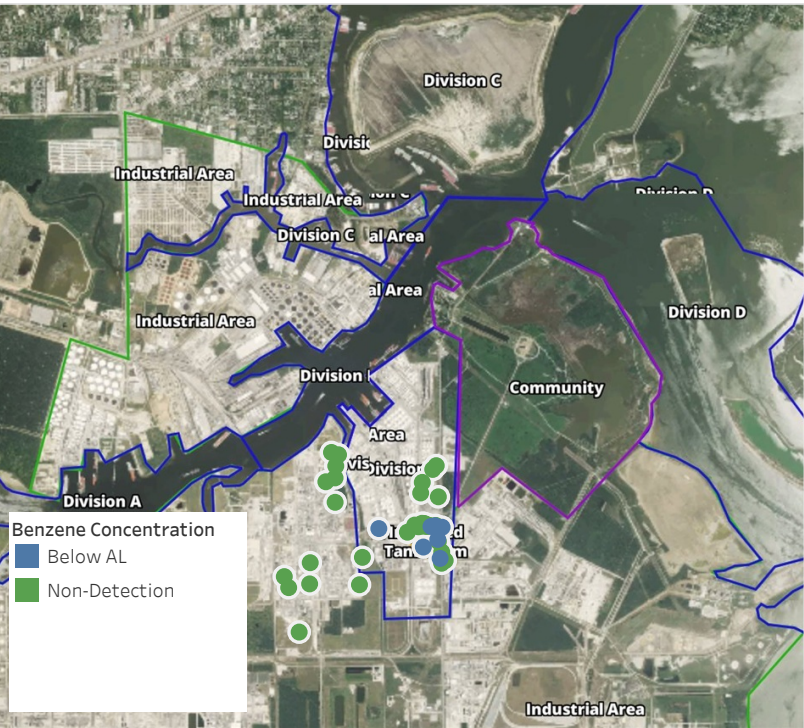 Division C
Divisio
Industrial Area
Industrial Area
Division D
Division C
al Area
al Area
Division D
Industrial Area
Division
Community
Area
Division
Division A
Benzene Concentration
Below AL
Non-Detection
Industrial Area